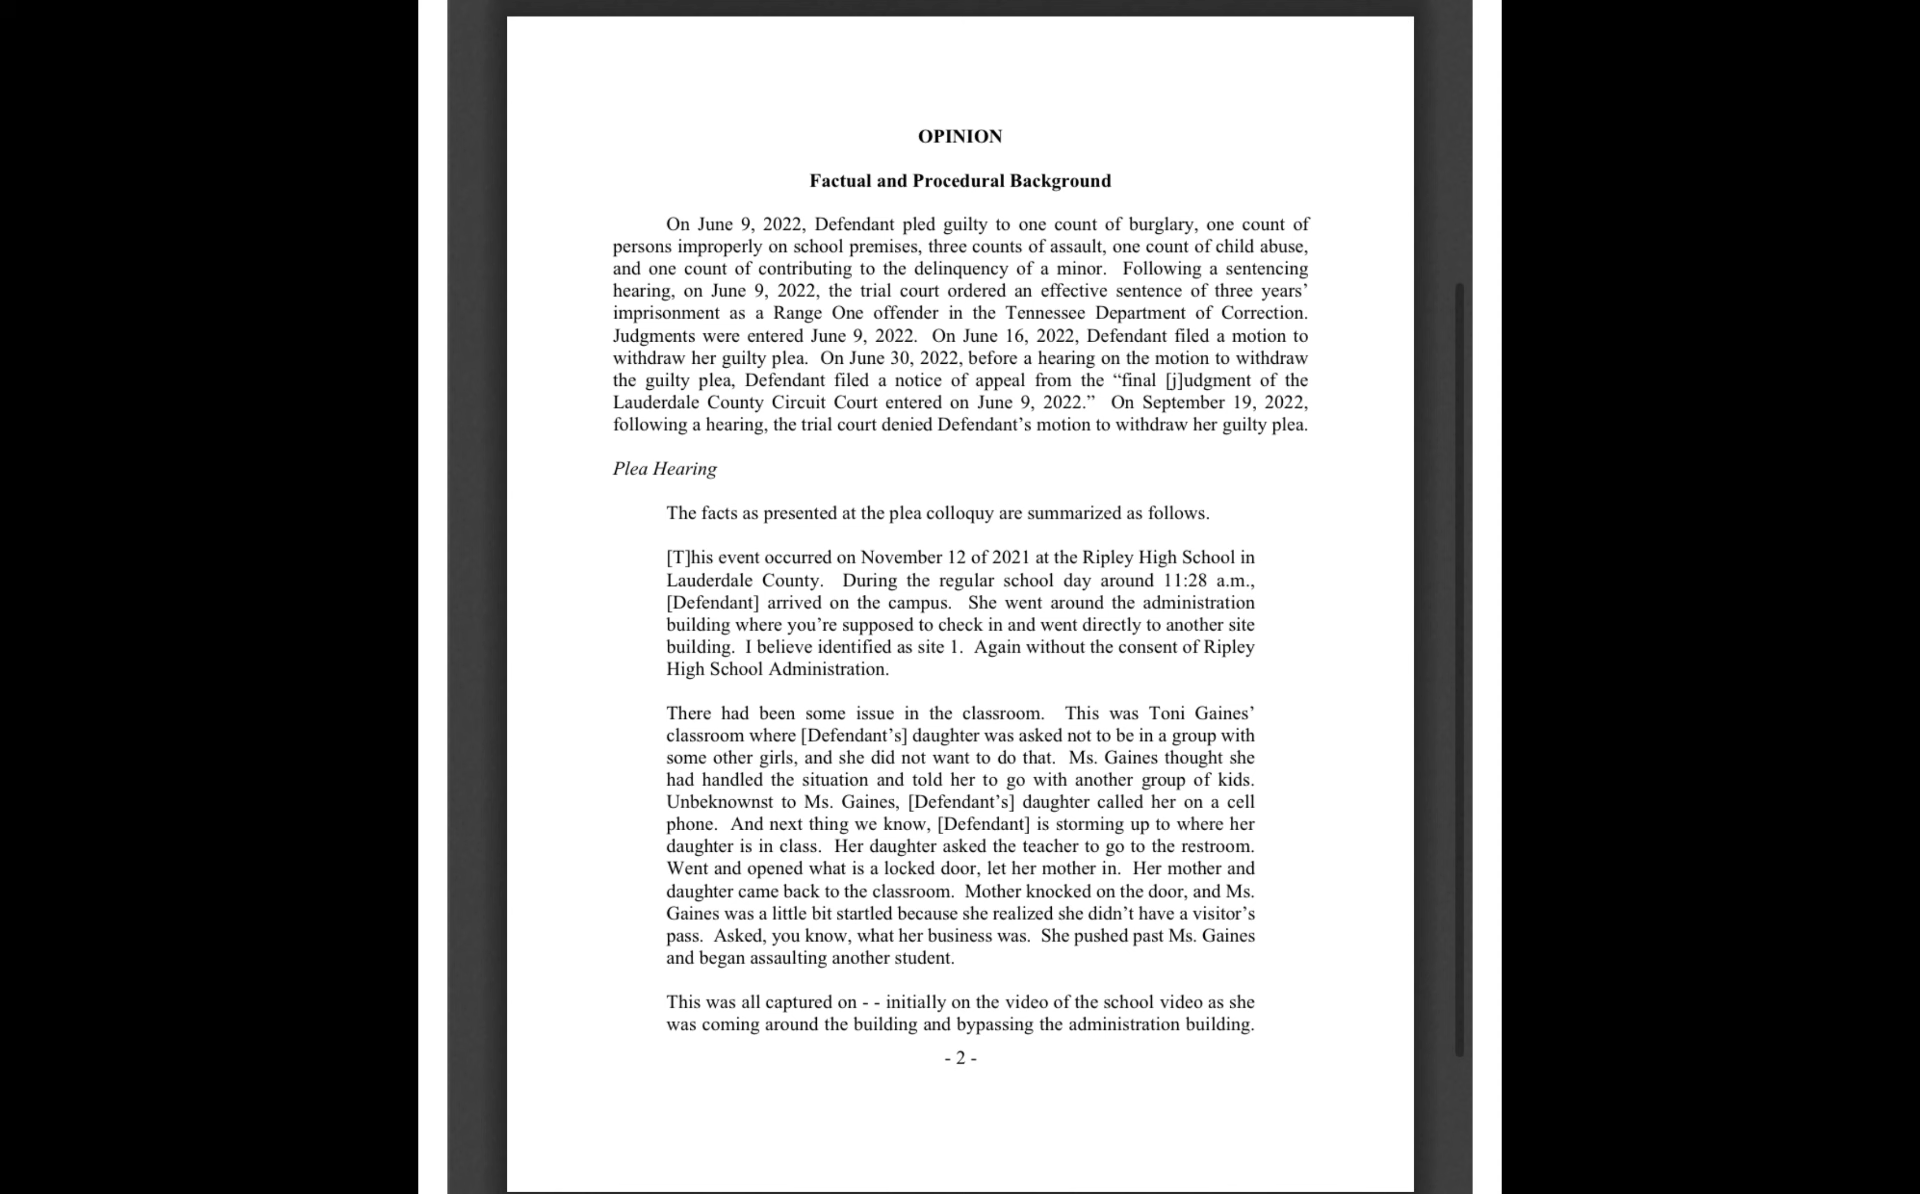 OPINION
Factual and Procedural Background
On June 9, 2022, Defendant pled guilty to one count of burglary, one count of
persons improperly on school premises, three counts of assault, one count of child abuse,
and one count of contributing to the delinquency of a minor. Following a sentencing
hearing, on June 9, 2022, the trial court ordered an effective sentence of three years’
imprisonment as a Range One offender in the Tennessee Department of Correction.
Judgments were entered June 9, 2022. On June 16, 2022, Defendant filed a motion to
withdraw her guilty plea. On June 30, 2022, before a hearing on the motion to withdraw
the guilty plea, Defendant filed a notice of appeal from the “final [j]udgment of the
Lauderdale County Circuit Court entered on June 9, 2022.” On September 19, 2022,
following a hearing, the trial court denied Defendant’s motion to withdraw her guilty plea.
Plea Hearing
The facts as presented at the plea colloquy are summarized as follows.
[T]his event occurred on November 12 of 2021 at the Ripley High School in
Lauderdale County. During the regular school day around 11:28 a.m.,
[Defendant] arrived on the campus. She went around the administration
building where you’re supposed to check in and went directly to another site
building. I believe identified as site 1. Again without the consent of Ripley
High School Administration.
There had been some issue in the classroom. This was Toni Gaines’
classroom where [Defendant’s] daughter was asked not to be in a group with
some other girls, and she did not want to do that. Ms. Gaines thought she
had handled the situation and told her to go with another group of kids.
Unbeknownst to Ms. Gaines, [Defendant’s] daughter called her on a cell
phone. And next thing we know, [Defendant] is storming up to where her
daughter is in class. Her daughter asked the teacher to go to the restroom.
Went and opened what is a locked door, let her mother in. Her mother and
daughter came back to the classroom. Mother knocked on the door, and Ms.
Gaines was a little bit startled because she realized she didn’t have a visitor’s
pass. Asked, you know, what her business was. She pushed past Ms. Gaines
and began assaulting another student.
This was all captured on - - initially on the video of the school video as she
was coming around the building and bypassing the administration building.
- 2 -